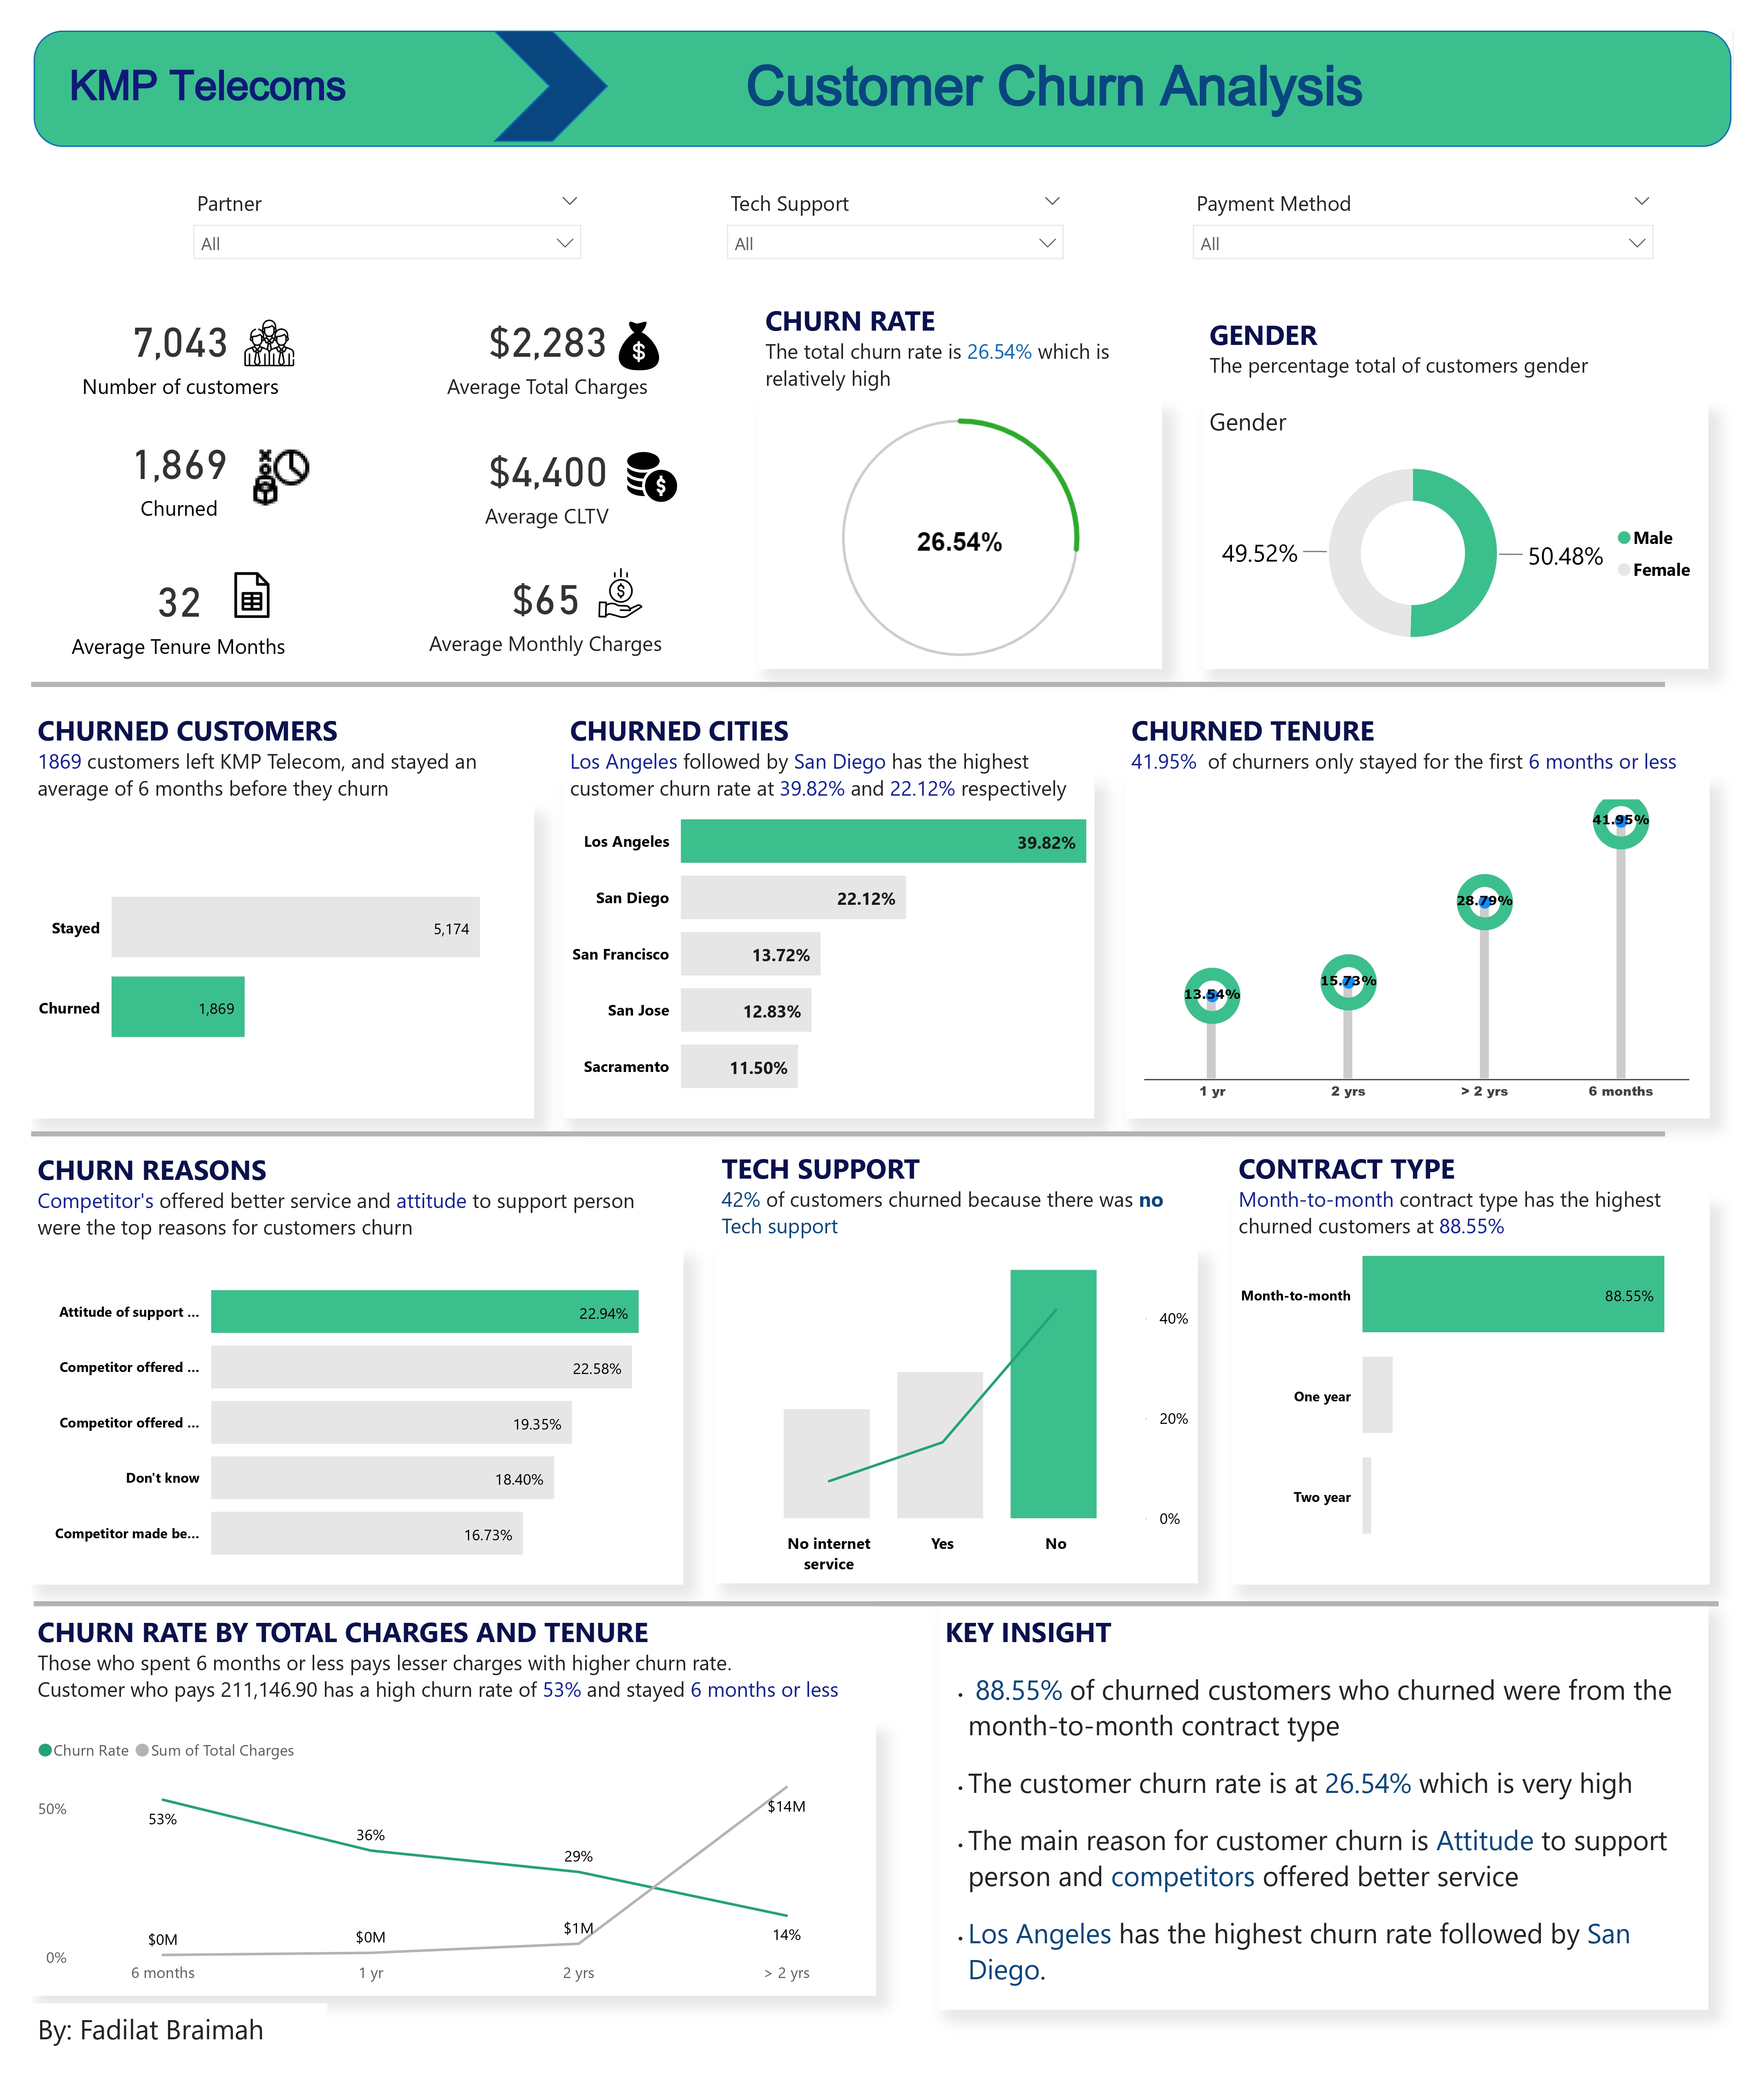 KMP Telecoms
Customer Churn Analysis
Partner
All
Tech Support
All
Payment Method
All
7,043
Number of customers
$2,283
Average Total Charges
1,869
Churned
$4,400
Average CLTV
32
Average Tenure Months
$65
Average Monthly Charges
CHURN RATE
The total churn rate is 26.54% which is
relatively high
26.54%
GENDER
The percentage total of customers gender
Gender
49.52%
50.48%
Male
Female
CHURNED CUSTOMERS
1869 customers left KMP Telecom, and stayed an
average of 6 months before they churn
Stayed
5,174
Churned
1,869
CHURNED CITIES
Los Angeles followed by San Diego has the highest
customer churn rate at 39.82% and 22.12% respectively
Los Angeles
39.82%
San Diego
22.12%
San Francisco
13.72%
San Jose
12.83%
Sacramento
11.50%
CHURNED TENURE
41.95% of churners only stayed for the first 6 months or less
13.54%
15.73%
28.79%
41.95%
1 yr
2 yrs
> 2 yrs
6 months
CHURN REASONS
Competitor's offered better service and attitude to support person
were the top reasons for customers churn
Attitude of support ...
22.94%
Competitor offered ...
22.58%
Competitor offered ...
19.35%
Don't know
18.40%
Competitor made be...
16.73%
TECH SUPPORT
42% of customers churned because there was no
Tech support
40%
20%
0%
No internet
service
Yes
No
CONTRACT TYPE
Month-to-month contract type has the highest
churned customers at 88.55%
Month-to-month
88.55%
One year
Two year
CHURN RATE BY TOTAL CHARGES AND TENURE
Those who spent 6 months or less pays lesser charges with higher churn rate.
Customer who pays 211,146.90 has a high churn rate of 53% and stayed 6 months or less
Churn Rate
Sum of Total Charges
50%
0%
53%
36%
29%
14%
$0M
$0M
$1M
$14M
6 months
1 yr
2 yrs
> 2 yrs
KEY INSIGHT
• 88.55% of churned customers who churned were from the
month-to-month contract type
• The customer churn rate is at 26.54% which is very high
• The main reason for customer churn is Attitude to support
person and competitors offered better service
• Los Angeles has the highest churn rate followed by San
Diego.
By: Fadilat Braimah